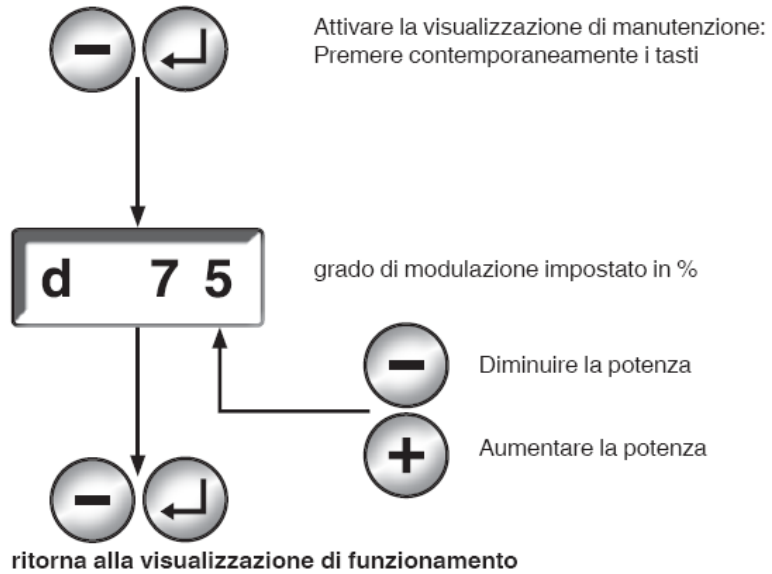 Attivare la visualizzazione di manutenzione:
Premere contemporaneamente i tasti
d 75
grado di modulazione impostato in %
Diminuire la potenza
Aumentare la potenza
ritorna alla visualizzazione di funzionamento